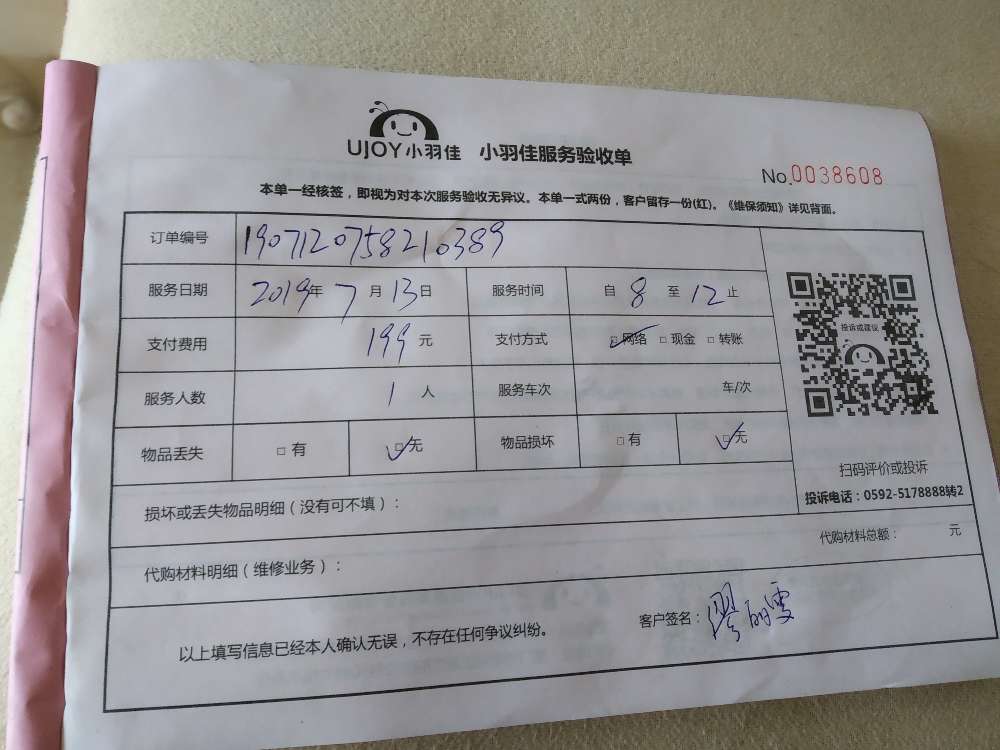 UJOY小羽佳 小羽佳服务验收单
No.0038608
本单一经核签，即视为对本次服务验收无异议。本单一式两份，客户留存一份(红)。《维保须知》详见背面。
订单编号 1907120758210389
服务日期 2019年 7 月 13 日 服务时间 自 8 至 12 止
支付费用 199 元 支付方式 □网络 □现金 □转账
投诉或建议
服务人数 1 人 服务车次 车/次
物品丢失 □有 □无 物品损坏 □有 □无
扫码评价或投诉
投诉电话：0592-5178888转2
损坏或丢失物品明细（没有可不填）：
代购材料明细（维修业务）： 代购材料总额： 元
以上填写信息已经本人确认无误，不存在任何争议纠纷。 客户签名：